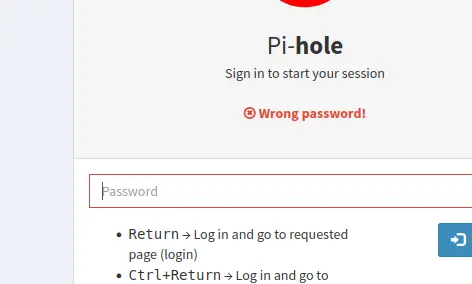 Pi-hole
Sign in to start your session
Wrong password!
Password
• Return → Log in and go to requested
page (login)
• Ctrl+Return → Log in and go to